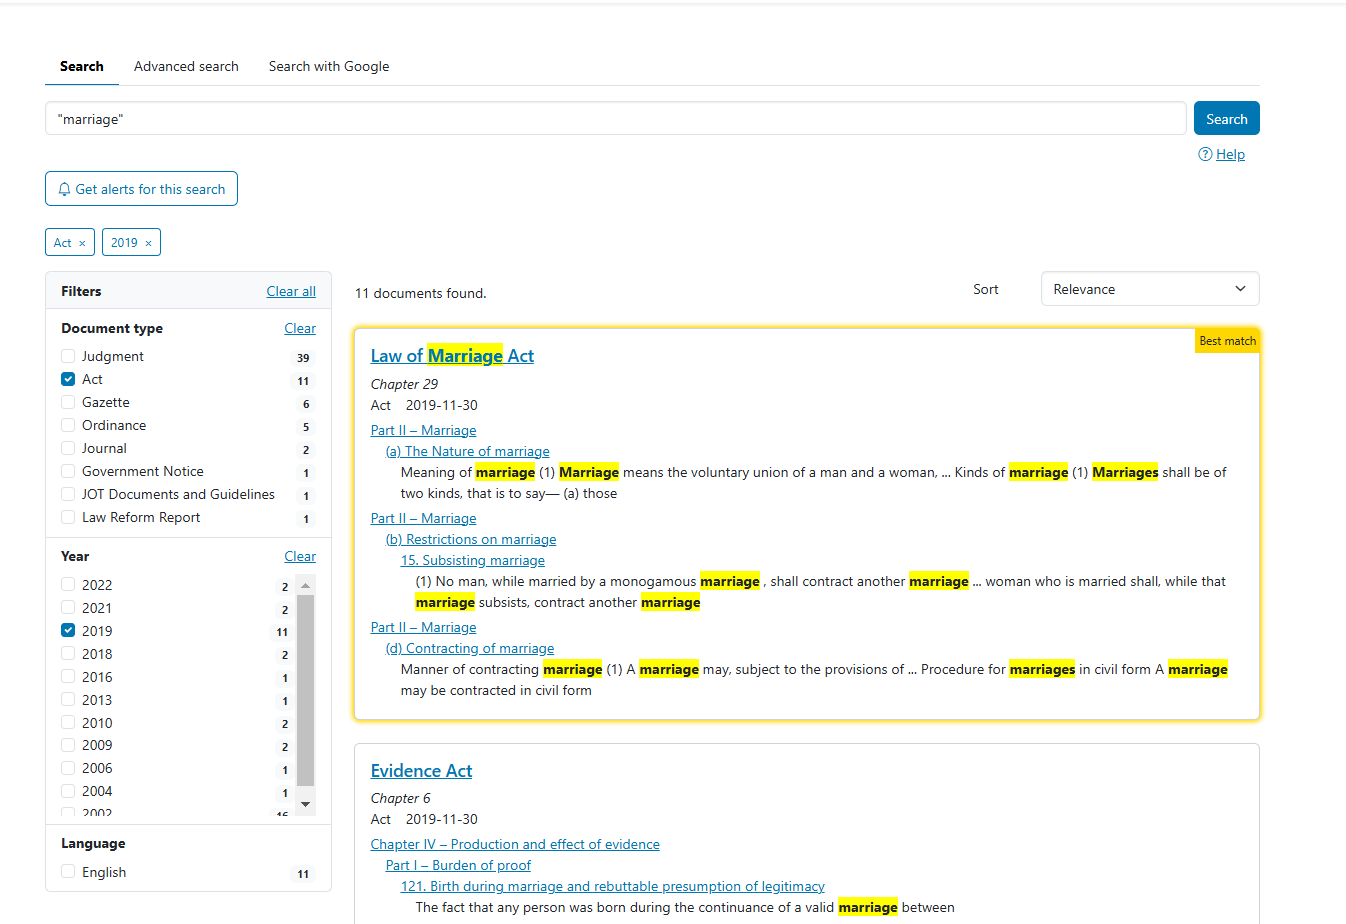 Search Advanced search Search with Google
"marriage" Search
Help
Get alerts for this search
Act × 2019 ×
Filters Clear all
Document type Clear
Judgment 39
Act 11
Gazette 6
Ordinance 5
Journal 2
Government Notice 1
JOT Documents and Guidelines 1
Law Reform Report 1
Year Clear
2022 2
2021 2
2019 11
2018 2
2016 1
2013 1
2010 2
2009 2
2006 1
2004 1
2002 16
Language
English 11
11 documents found. Sort Relevance
Best match
Law of Marriage Act
Chapter 29
Act 2019-11-30
Part II – Marriage
(a) The Nature of marriage
Meaning of marriage (1) Marriage means the voluntary union of a man and a woman, ... Kinds of marriage (1) Marriages shall be of
two kinds, that is to say— (a) those
Part II – Marriage
(b) Restrictions on marriage
15. Subsisting marriage
(1) No man, while married by a monogamous marriage , shall contract another marriage ... woman who is married shall, while that
marriage subsists, contract another marriage
Part II – Marriage
(d) Contracting of marriage
Manner of contracting marriage (1) A marriage may, subject to the provisions of ... Procedure for marriages in civil form A marriage
may be contracted in civil form
Evidence Act
Chapter 6
Act 2019-11-30
Chapter IV – Production and effect of evidence
Part I – Burden of proof
121. Birth during marriage and rebuttable presumption of legitimacy
The fact that any person was born during the continuance of a valid marriage between